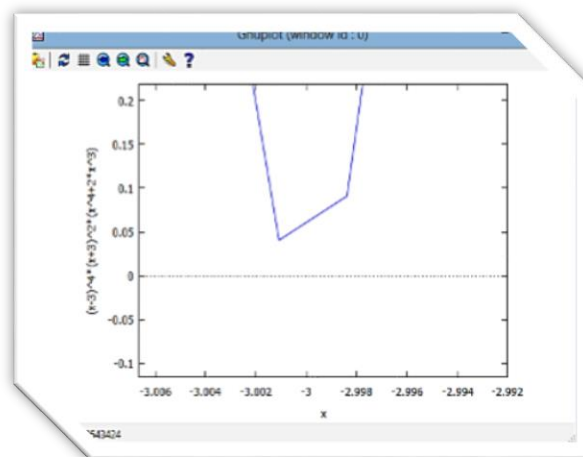 Gnuplot (window id : 0)
0.2
0.15
0.1
0.05
0
-0.05
-0.1
(x-3)^4*(x+3)^2*(x^4+2*x^3)
-3.006 -3.004 -3.002 -3 -2.998 -2.996 -2.994 -2.992
x
543424